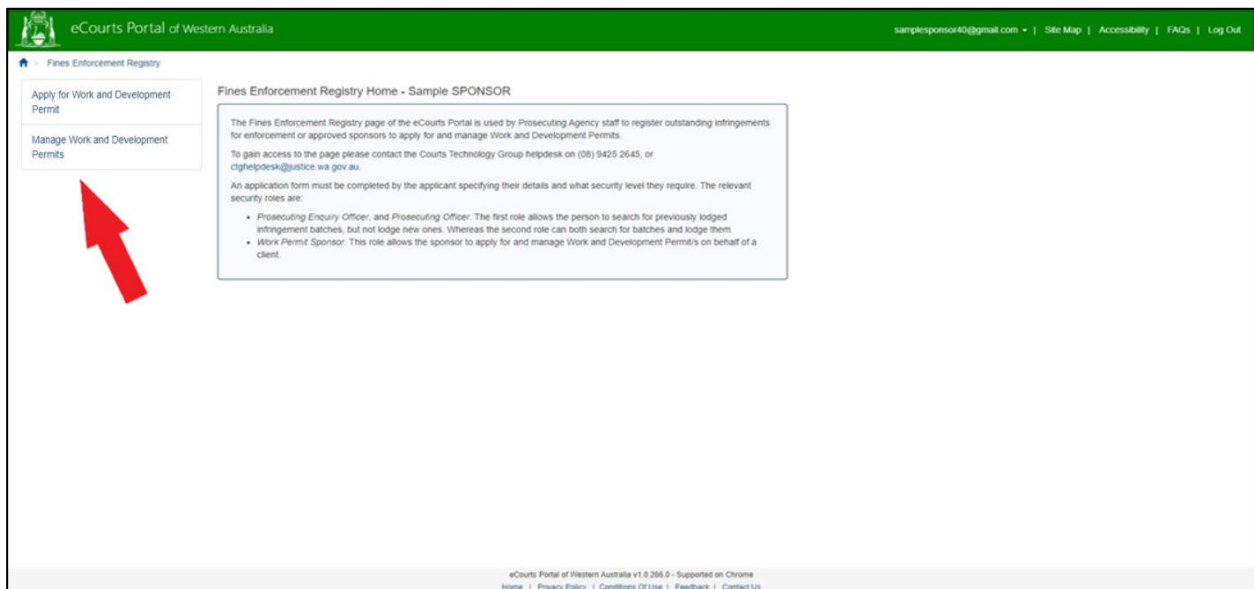 eCourts Portal of Western Australia
samplesponsor40@gmail.com | Site Map | Accessibility | FAQs | Log Out
Fines Enforcement Registry
Apply for Work and Development
Permit
Manage Work and Development
Permits
Fines Enforcement Registry Home - Sample SPONSOR
The Fines Enforcement Registry page of the eCourts Portal is used by Prosecuting Agency staff to register outstanding infringements
for enforcement or approved sponsors to apply for and manage Work and Development Permits.
To gain access to the page please contact the Courts Technology Group helpdesk on (08) 9425 2645, or
ctghelpdesk@justice.wa.gov.au.
An application form must be completed by the applicant specifying their details and what security level they require. The relevant
security roles are:
• Prosecuting Enquiry Officer, and Prosecuting Officer. The first role allows the person to search for previously lodged
infringement batches, but not lodge new ones. Whereas the second role can both search for batches and lodge them.
• Work Permit Sponsor. This role allows the sponsor to apply for and manage Work and Development Permit/s on behalf of a
client.
eCourts Portal of Western Australia v1.0.266.0 - Supported on Chrome
Home | Privacy Policy | Conditions Of Use | Feedback | Contact Us